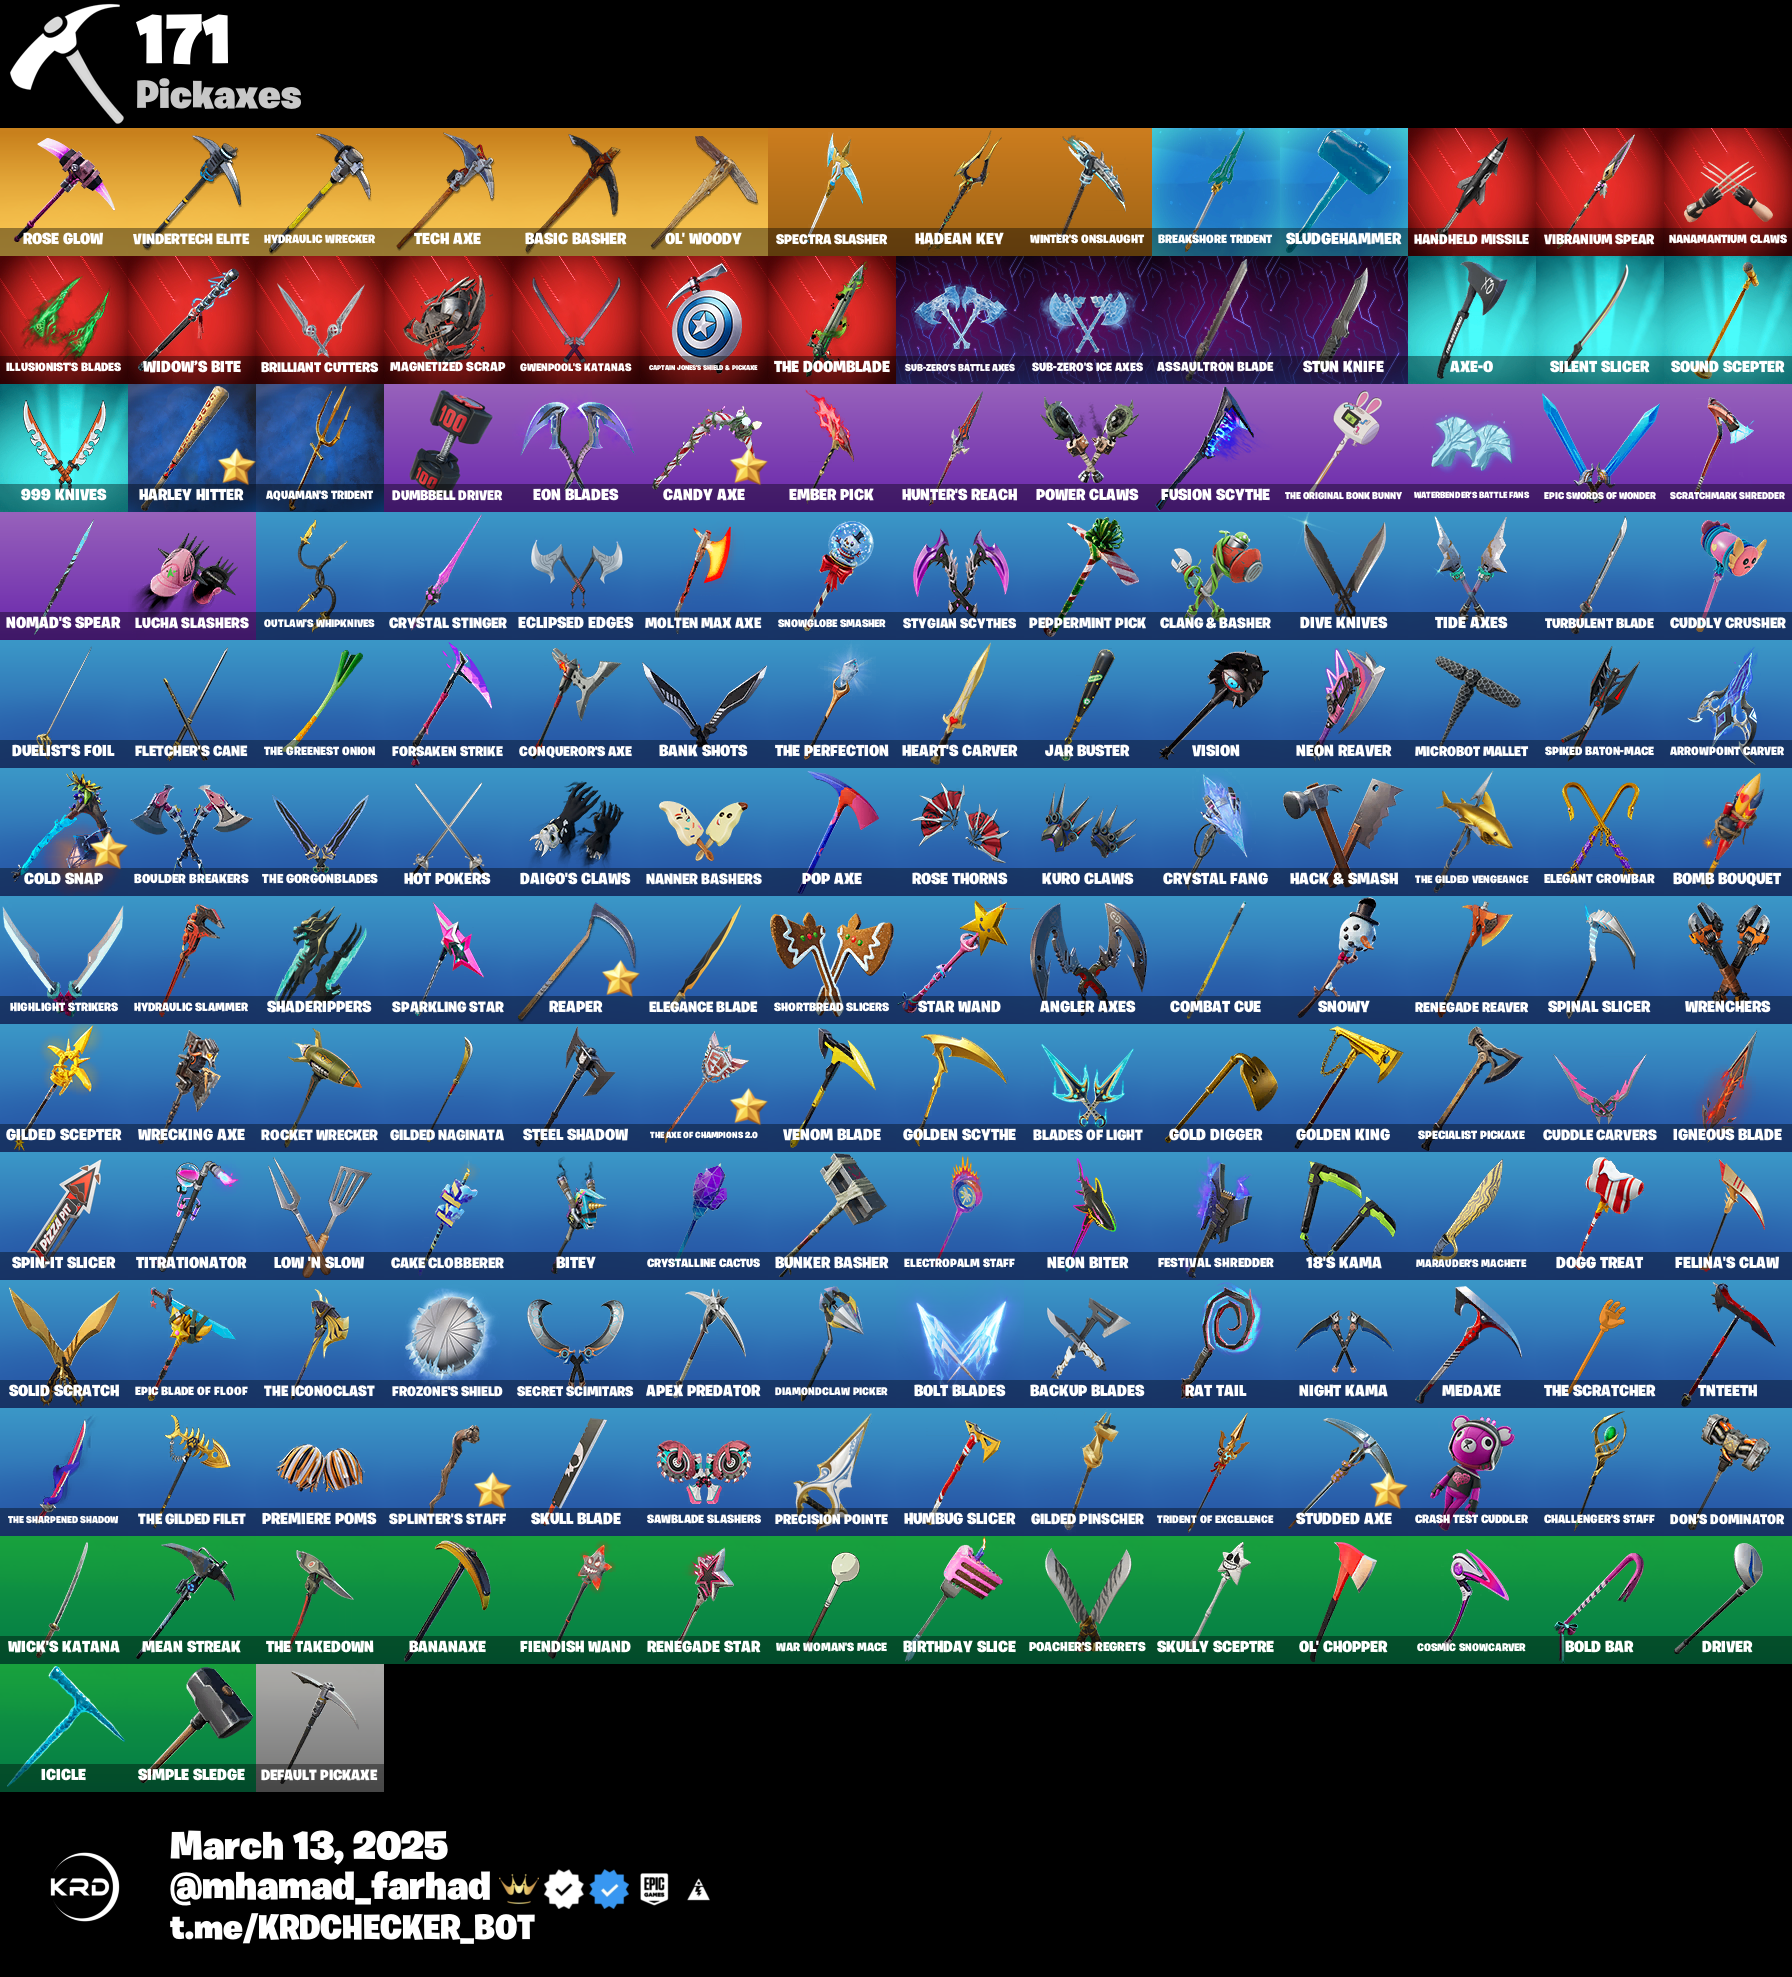 171
Pickaxes
ROSE GLOW VINDERTECH ELITE HYDRAULIC WRECKER TECH AXE BASIC BASHER OL' WOODY SPECTRA SLASHER HADEAN KEY WINTER'S ONSLAUGHT BREAKSHORE TRIDENT SLUDGEHAMMER HANDHELD MISSILE VIBRANIUM SPEAR NANAMANTIUM CLAWS
ILLUSIONIST'S BLADES WIDOW'S BITE BRILLIANT CUTTERS MAGNETIZED SCRAP GWENPOOL'S KATANAS CAPTAIN JONES'S SHIELD & PICKAXE THE DOOMBLADE SUB-ZERO'S BATTLE AXES SUB-ZERO'S ICE AXES ASSAULTRON BLADE STUN KNIFE AXE-O SILENT SLICER SOUND SCEPTER
100
100
999 KNIVES HARLEY HITTER AQUAMAN'S TRIDENT DUMBBELL DRIVER EON BLADES CANDY AXE EMBER PICK HUNTER'S REACH POWER CLAWS FUSION SCYTHE THE ORIGINAL BONK BUNNY WATERBENDER'S BATTLE FANS EPIC SWORDS OF WONDER SCRATCHMARK SHREDDER
NOMAD'S SPEAR LUCHA SLASHERS OUTLAW'S WHIPKNIVES CRYSTAL STINGER ECLIPSED EDGES MOLTEN MAX AXE SNOWGLOBE SMASHER STYGIAN SCYTHES PEPPERMINT PICK CLANG & BASHER DIVE KNIVES TIDE AXES TURBULENT BLADE CUDDLY CRUSHER
DUELIST'S FOIL FLETCHER'S CANE THE GREENEST ONION FORSAKEN STRIKE CONQUEROR'S AXE BANK SHOTS THE PERFECTION HEART'S CARVER JAR BUSTER VISION NEON REAVER MICROBOT MALLET SPIKED BATON-MACE ARROWPOINT CARVER
COLD SNAP BOULDER BREAKERS THE GORGONBLADES HOT POKERS DAIGO'S CLAWS NANNER BASHERS POP AXE ROSE THORNS KURO CLAWS CRYSTAL FANG HACK & SMASH THE GILDED VENGEANCE ELEGANT CROWBAR BOMB BOUQUET
HIGHLIGHT STRIKERS HYDRAULIC SLAMMER SHADERIPPERS SPARKLING STAR REAPER ELEGANCE BLADE SHORTBREAD SLICERS STAR WAND ANGLER AXES COMBAT CUE SNOWY RENEGADE REAVER SPINAL SLICER WRENCHERS
GILDED SCEPTER WRECKING AXE ROCKET WRECKER GILDED NAGINATA STEEL SHADOW THE AXE OF CHAMPIONS 2.0 VENOM BLADE GOLDEN SCYTHE BLADES OF LIGHT GOLD DIGGER GOLDEN KING SPECIALIST PICKAXE CUDDLE CARVERS IGNEOUS BLADE
PIZZA PIT
SPIN-IT SLICER TITRATIONATOR LOW 'N SLOW CAKE CLOBBERER BITEY CRYSTALLINE CACTUS BUNKER BASHER ELECTROPALM STAFF NEON BITER FESTIVAL SHREDDER 18'S KAMA MARAUDER'S MACHETE DOGG TREAT FELINA'S CLAW
SOLID SCRATCH EPIC BLADE OF FLOOF THE ICONOCLAST FROZONE'S SHIELD SECRET SCIMITARS APEX PREDATOR DIAMONDCLAW PICKER BOLT BLADES BACKUP BLADES RAT TAIL NIGHT KAMA MEDAXE THE SCRATCHER TNTEETH
THE SHARPENED SHADOW THE GILDED FILET PREMIERE POMS SPLINTER'S STAFF SKULL BLADE SAWBLADE SLASHERS PRECISION POINTE HUMBUG SLICER GILDED PINSCHER TRIDENT OF EXCELLENCE STUDDED AXE CRASH TEST CUDDLER CHALLENGER'S STAFF DON'S DOMINATOR
WICK'S KATANA MEAN STREAK THE TAKEDOWN BANANAXE FIENDISH WAND RENEGADE STAR WAR WOMAN'S MACE BIRTHDAY SLICE POACHER'S REGRETS SKULLY SCEPTRE OL' CHOPPER COSMIC SNOWCARVER BOLD BAR DRIVER
ICICLE SIMPLE SLEDGE DEFAULT PICKAXE
KRD
March 13, 2025
@mhamad_farhad EPIC GAMES
t.me/KRDCHECKER_BOT